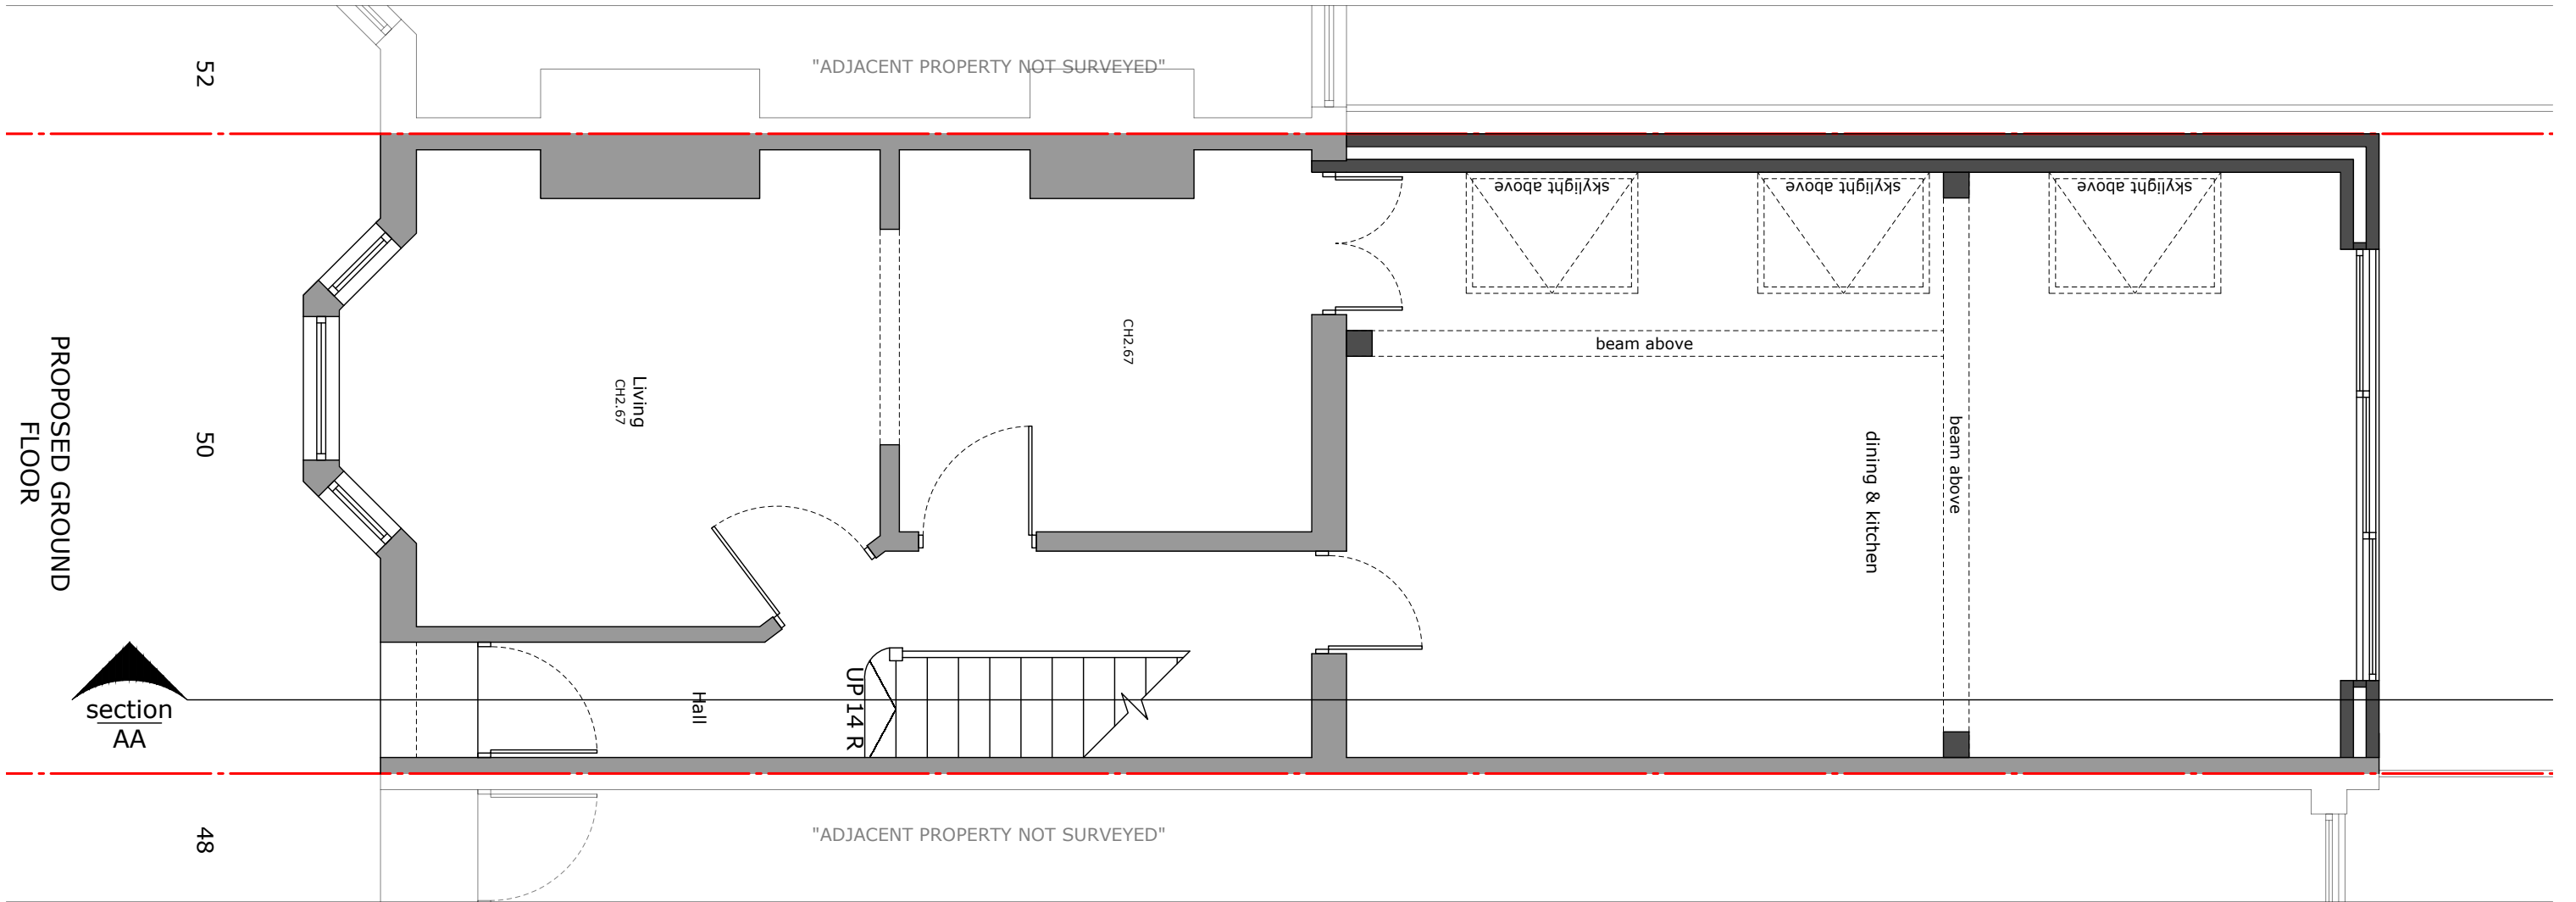 52
"ADJACENT PROPERTY NOT SURVEYED"
skylight above
skylight above
skylight above
beam above
beam above
dining & kitchen
CH2.67
Living
CH2.67
50
PROPOSED GROUND
FLOOR
Hall
UP 14 R
section
AA
48
"ADJACENT PROPERTY NOT SURVEYED"